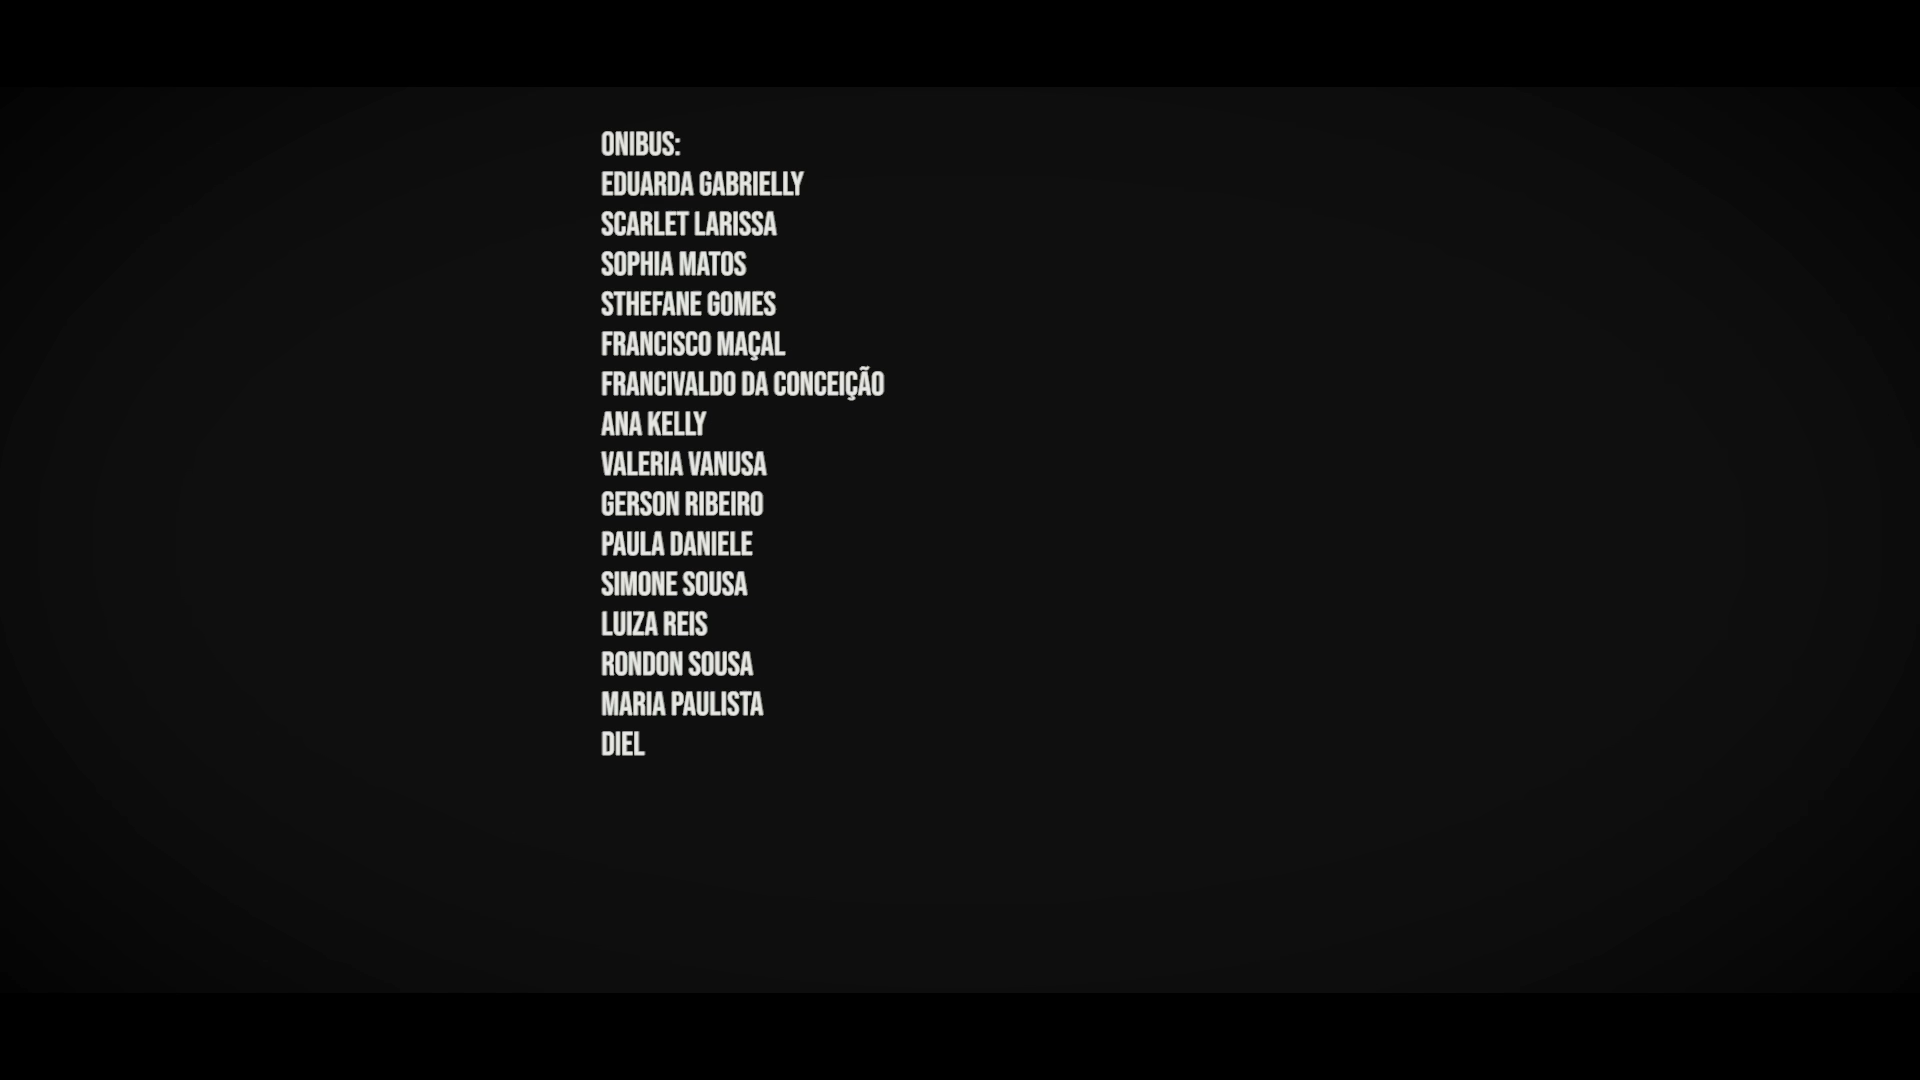 ONIBUS:
EDUARDA GABRIELLY
SCARLET LARISSA
SOPHIA MATOS
STHEFANE GOMES
FRANCISCO MAÇAL
FRANCIVALDO DA CONCEIÇÃO
ANA KELLY
VALERIA VANUSA
GERSON RIBEIRO
PAULA DANIELE
SIMONE SOUSA
LUIZA REIS
RONDON SOUSA
MARIA PAULISTA
DIEL